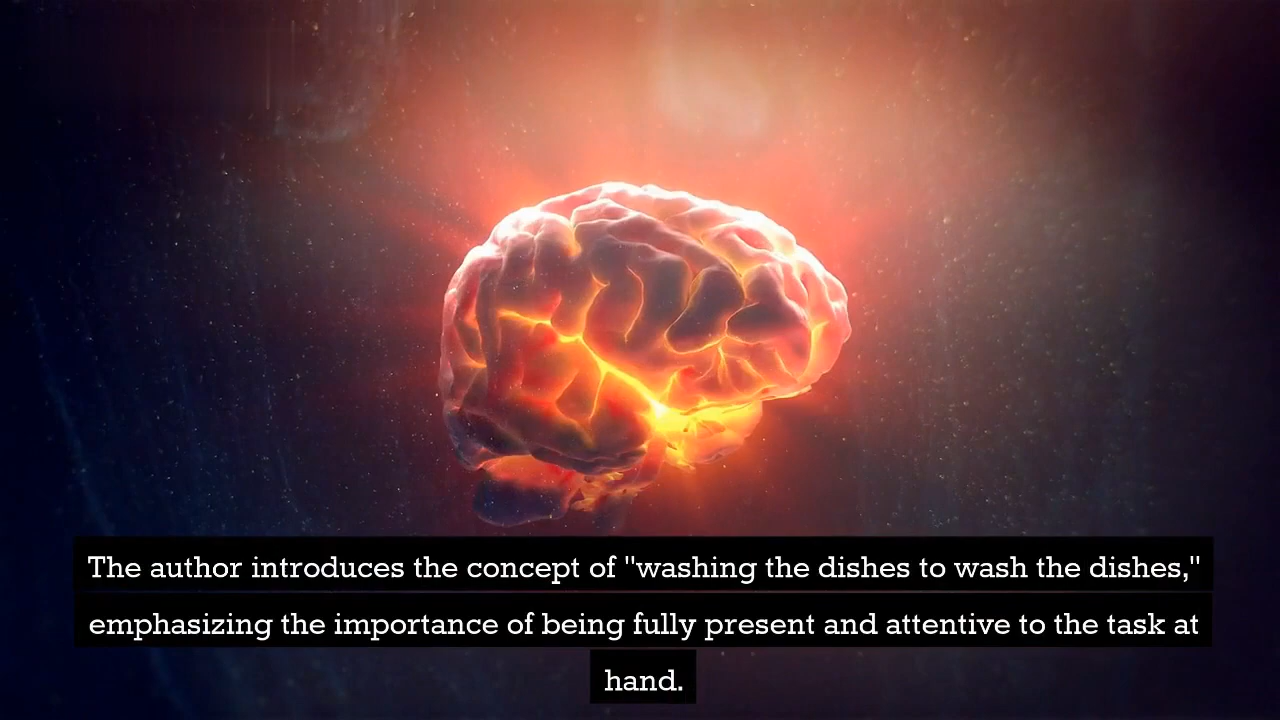 The author introduces the concept of "washing the dishes to wash the dishes,"
emphasizing the importance of being fully present and attentive to the task at
hand.